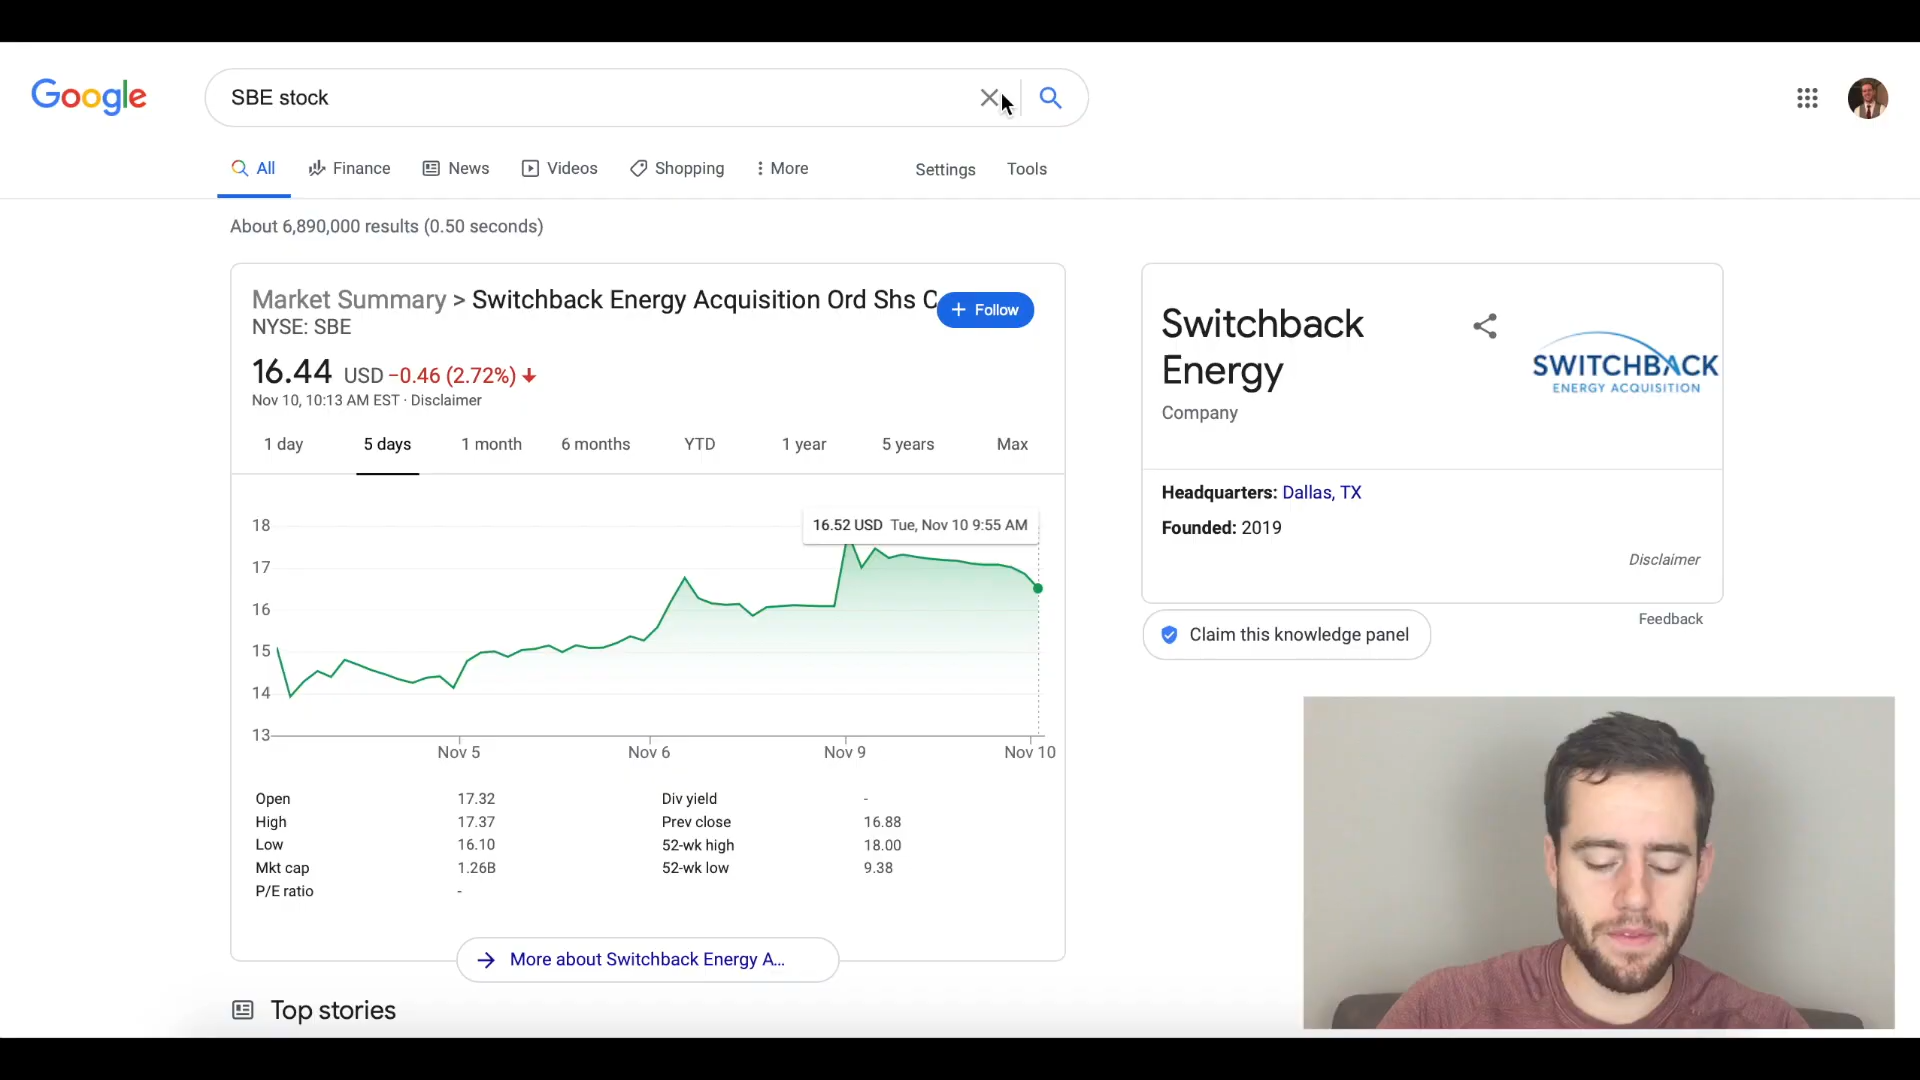 Google
SBE stock
All Finance News Videos Shopping More Settings Tools
About 6,890,000 results (0.50 seconds)
Market Summary > Switchback Energy Acquisition Ord Shs C
+ Follow
NYSE: SBE
16.44 USD −0.46 (2.72%)
Nov 10, 10:13 AM EST · Disclaimer
1 day 5 days 1 month 6 months YTD 1 year 5 years Max
16.52 USD Tue, Nov 10 9:55 AM
18
17
16
15
14
13
Nov 5 Nov 6 Nov 9 Nov 10
Open 17.32 Div yield -
High 17.37 Prev close 16.88
Low 16.10 52-wk high 18.00
Mkt cap 1.26B 52-wk low 9.38
P/E ratio -
More about Switchback Energy A...
Top stories
Switchback
Energy
Company
SWITCHBACK
ENERGY ACQUISITION
Headquarters: Dallas, TX
Founded: 2019
Disclaimer
Feedback
Claim this knowledge panel